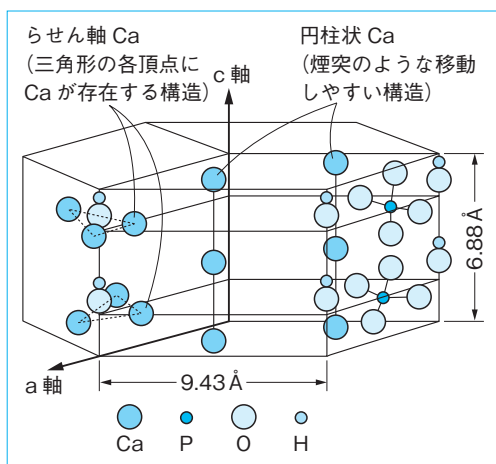 らせん軸 Ca
(三角形の各頂点に
Ca が存在する構造)
円柱状 Ca
(煙突のような移動
しやすい構造)
c 軸
6.88 Å
a 軸
9.43 Å
Ca
P
O
H